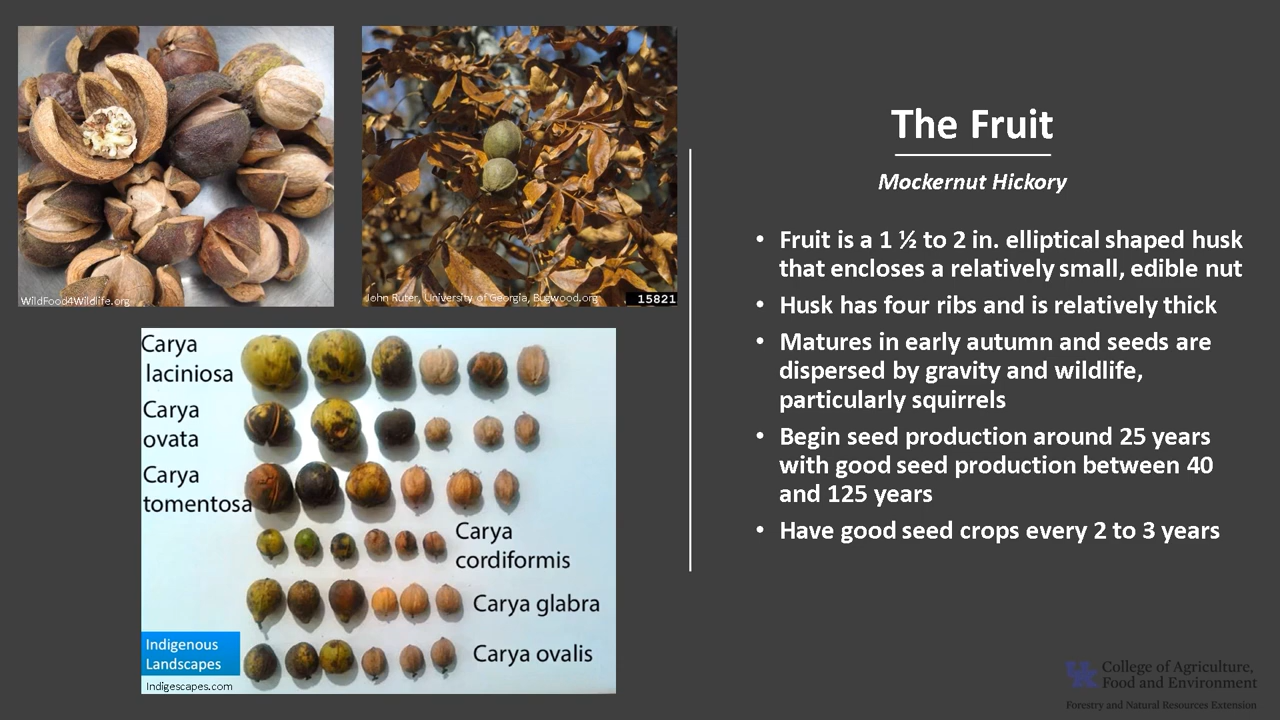 WildFood4Wildlife.org
John Ruter, University of Georgia, Bugwood.org
15821
Carya
laciniosa
Carya
ovata
Carya
tomentosa
Carya
cordiformis
Carya glabra
Carya ovalis
Indigenous
Landscapes
Indigescapes.com
The Fruit
Mockernut Hickory
• Fruit is a 1 ½ to 2 in. elliptical shaped husk
that encloses a relatively small, edible nut
• Husk has four ribs and is relatively thick
• Matures in early autumn and seeds are
dispersed by gravity and wildlife,
particularly squirrels
• Begin seed production around 25 years
with good seed production between 40
and 125 years
• Have good seed crops every 2 to 3 years
UK
College of Agriculture,
Food and Environment
Forestry and Natural Resources Extension